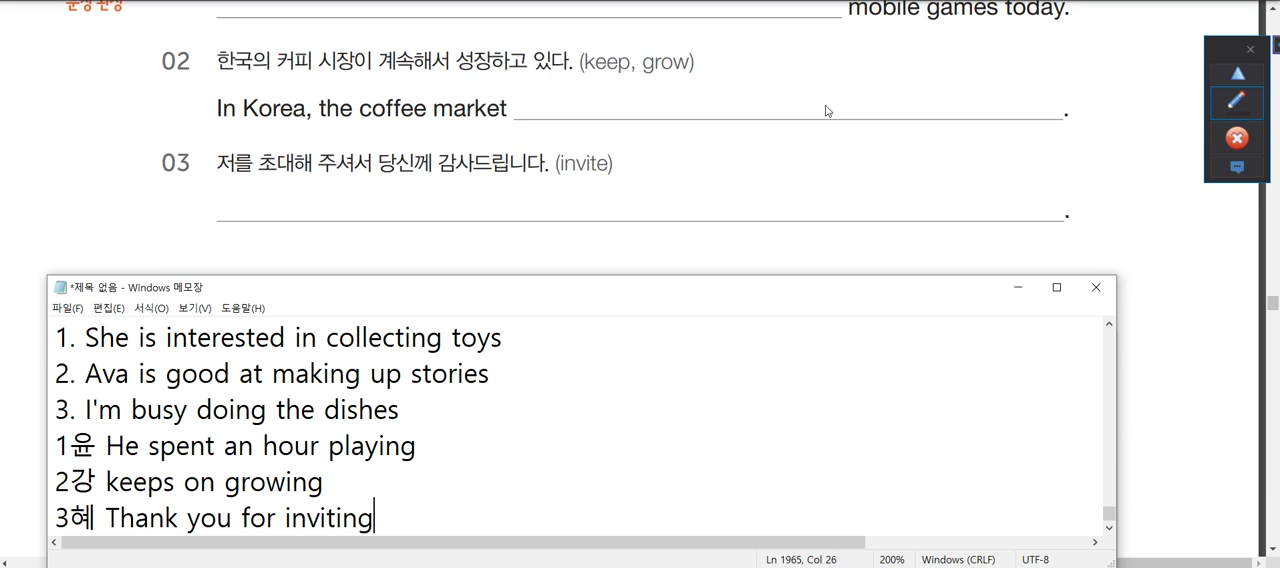 문장 완성
mobile games today.
02 한국의 커피 시장이 계속해서 성장하고 있다. (keep, grow)
In Korea, the coffee market .
03 저를 초대해 주셔서 당신께 감사드립니다. (invite)
.
*제목 없음 - Windows 메모장
파일(F) 편집(E) 서식(O) 보기(V) 도움말(H)
1. She is interested in collecting toys
2. Ava is good at making up stories
3. I'm busy doing the dishes
1윤 He spent an hour playing
2강 keeps on growing
3혜 Thank you for inviting
Ln 1965, Col 26 200% Windows (CRLF) UTF-8